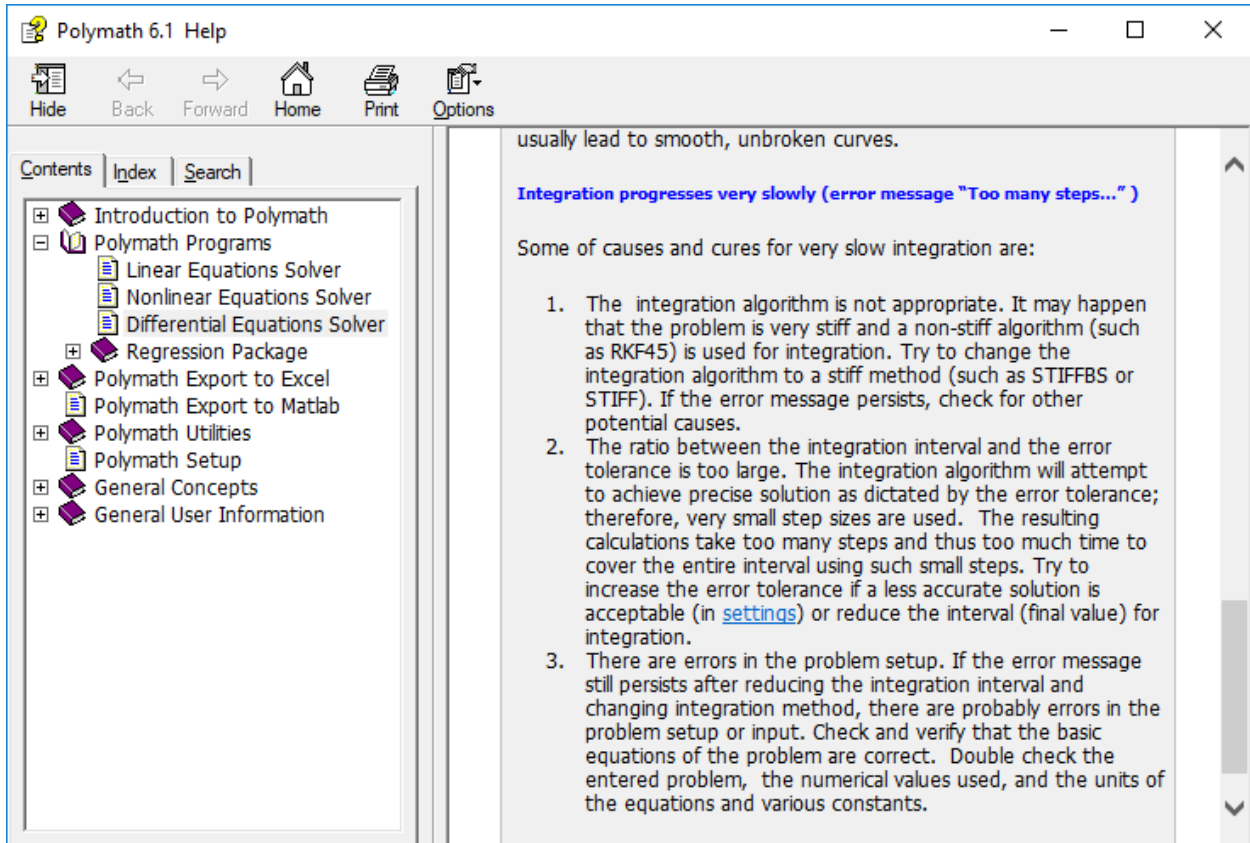 Polymath 6.1 Help
Hide Back Forward Home Print Options
Contents Index Search
Introduction to Polymath
Polymath Programs
Linear Equations Solver
Nonlinear Equations Solver
Differential Equations Solver
Regression Package
Polymath Export to Excel
Polymath Export to Matlab
Polymath Utilities
Polymath Setup
General Concepts
General User Information
usually lead to smooth, unbroken curves.
Integration progresses very slowly (error message “Too many steps...” )
Some of causes and cures for very slow integration are:
1. The integration algorithm is not appropriate. It may happen
that the problem is very stiff and a non-stiff algorithm (such
as RKF45) is used for integration. Try to change the
integration algorithm to a stiff method (such as STIFFBS or
STIFF). If the error message persists, check for other
potential causes.
2. The ratio between the integration interval and the error
tolerance is too large. The integration algorithm will attempt
to achieve precise solution as dictated by the error tolerance;
therefore, very small step sizes are used. The resulting
calculations take too many steps and thus too much time to
cover the entire interval using such small steps. Try to
increase the error tolerance if a less accurate solution is
acceptable (in settings) or reduce the interval (final value) for
integration.
3. There are errors in the problem setup. If the error message
still persists after reducing the integration interval and
changing integration method, there are probably errors in the
problem setup or input. Check and verify that the basic
equations of the problem are correct. Double check the
entered problem, the numerical values used, and the units of
the equations and various constants.